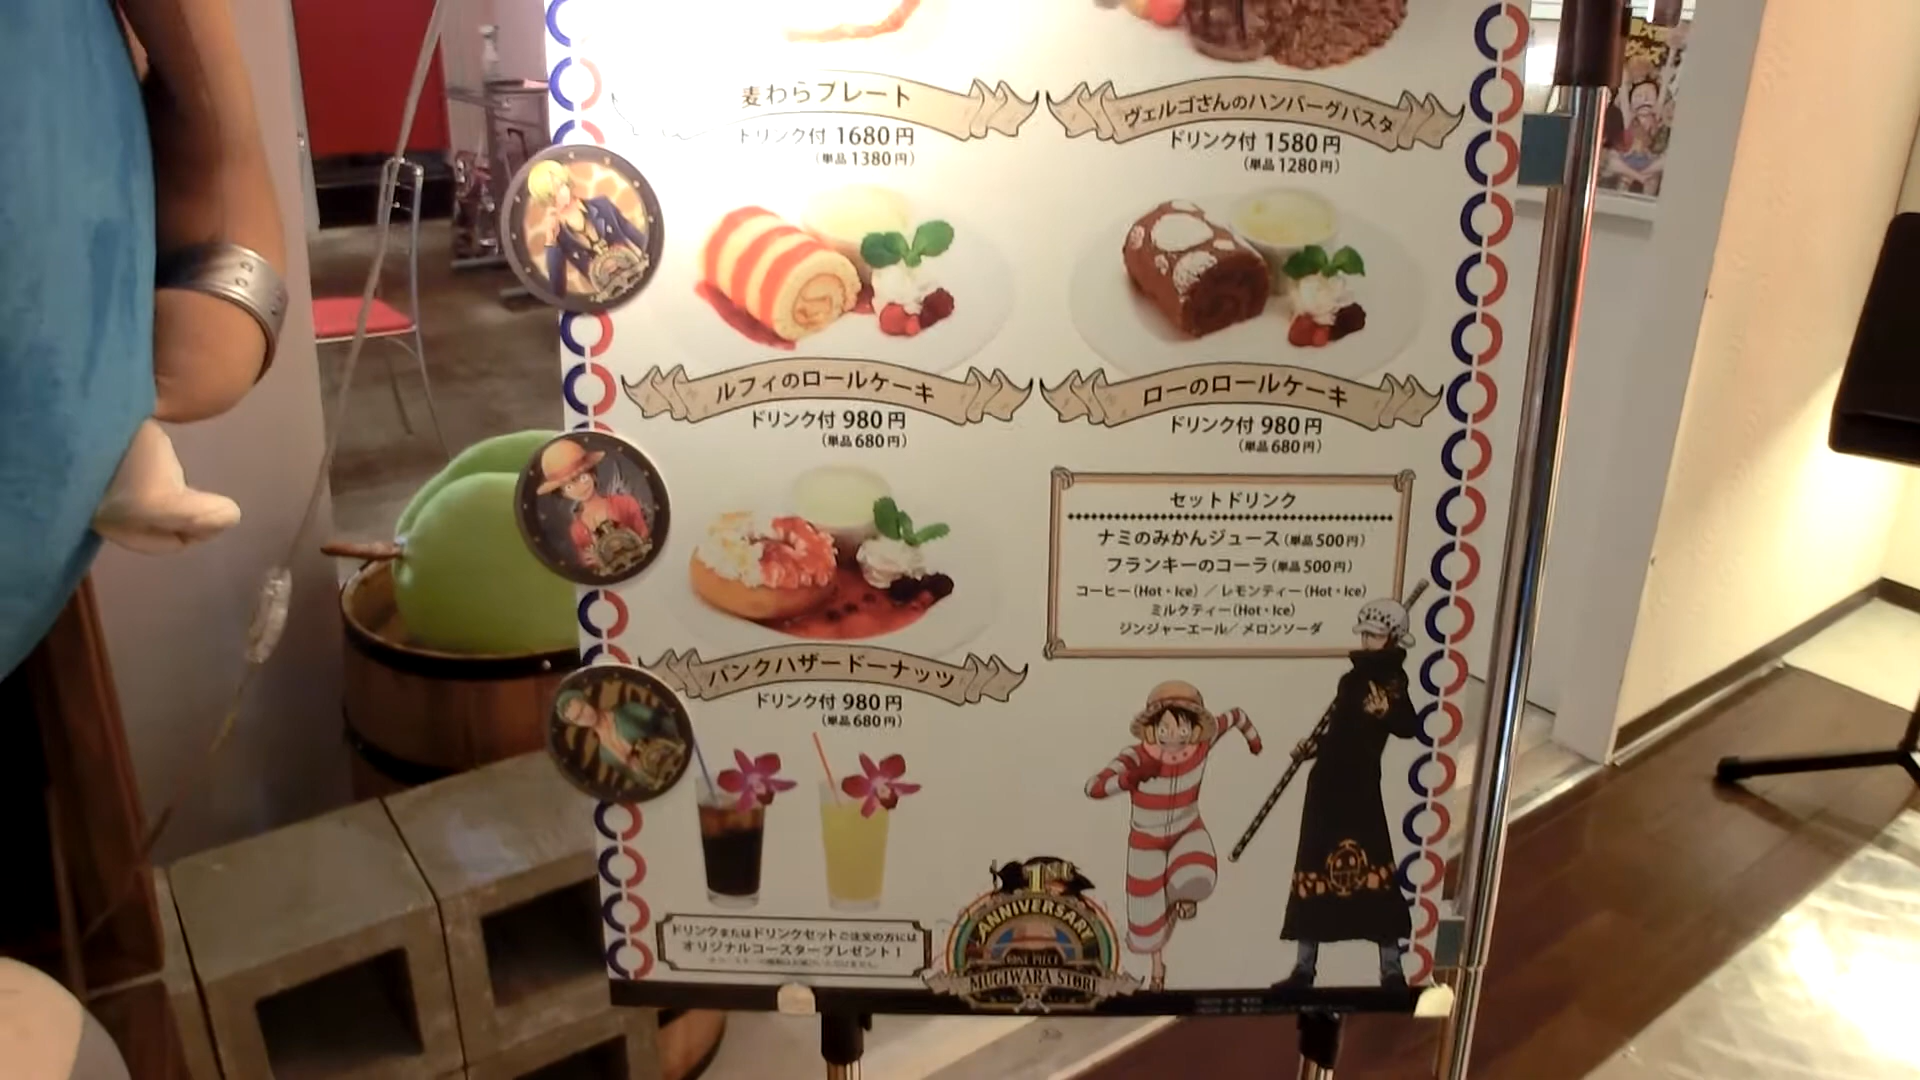 麦わらプレート
ドリンク付 1680円
（単品1380円）
ヴェルゴさんのハンバーグパスタ
ドリンク付 1580円
（単品1280円）
ルフィのロールケーキ
ドリンク付 980円
（単品680円）
ローのロールケーキ
ドリンク付 980円
（単品680円）
パンクハザードーナッツ
ドリンク付 980円
（単品680円）
セットドリンク
ナミのみかんジュース（単品500円）
フランキーのコーラ（単品500円）
コーヒー（Hot・Ice）／レモンティー（Hot・Ice）
ミルクティー（Hot・Ice）
ジンジャーエール／メロンソーダ
ドリンクまたはドリンクセットご注文の方には
オリジナルコースタープレゼント！
1ST
ANNIVERSARY
ONE PIECE
MUGIWARA STORE
グッズ